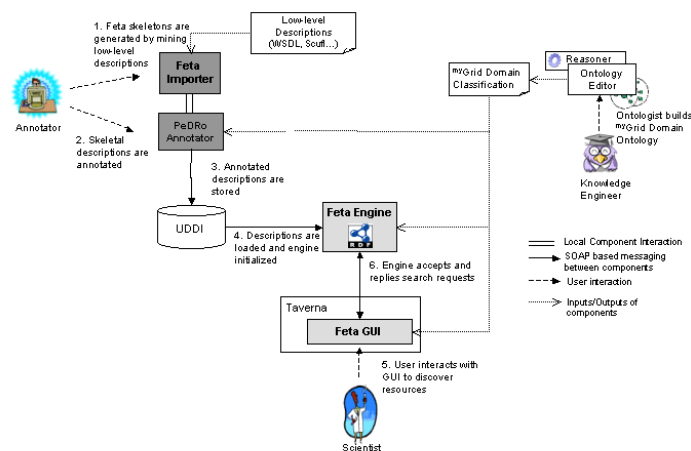 1. Feta skeletons are
generated by mining
low-level
descriptions
Low-level
Descriptions
(WSDL, Scufl...)
Feta
Importer
Annotator
2. Skeletal
descriptions are
annotated
PeDRo
Annotator
3. Annotated
descriptions are
stored
UDDI
4. Descriptions are
loaded and engine
initialized
Feta Engine
RDF
6. Engine accepts and
replies search requests
Taverna
Feta GUI
5. User interacts with
GUI to discover
resources
Scientist
myGrid Domain
Classification
Reasoner
Ontology
Editor
Ontologist builds
myGrid Domain
Ontology
Knowledge
Engineer
Local Component Interaction
SOAP based messaging
between components
User interaction
Inputs/Outputs of
components